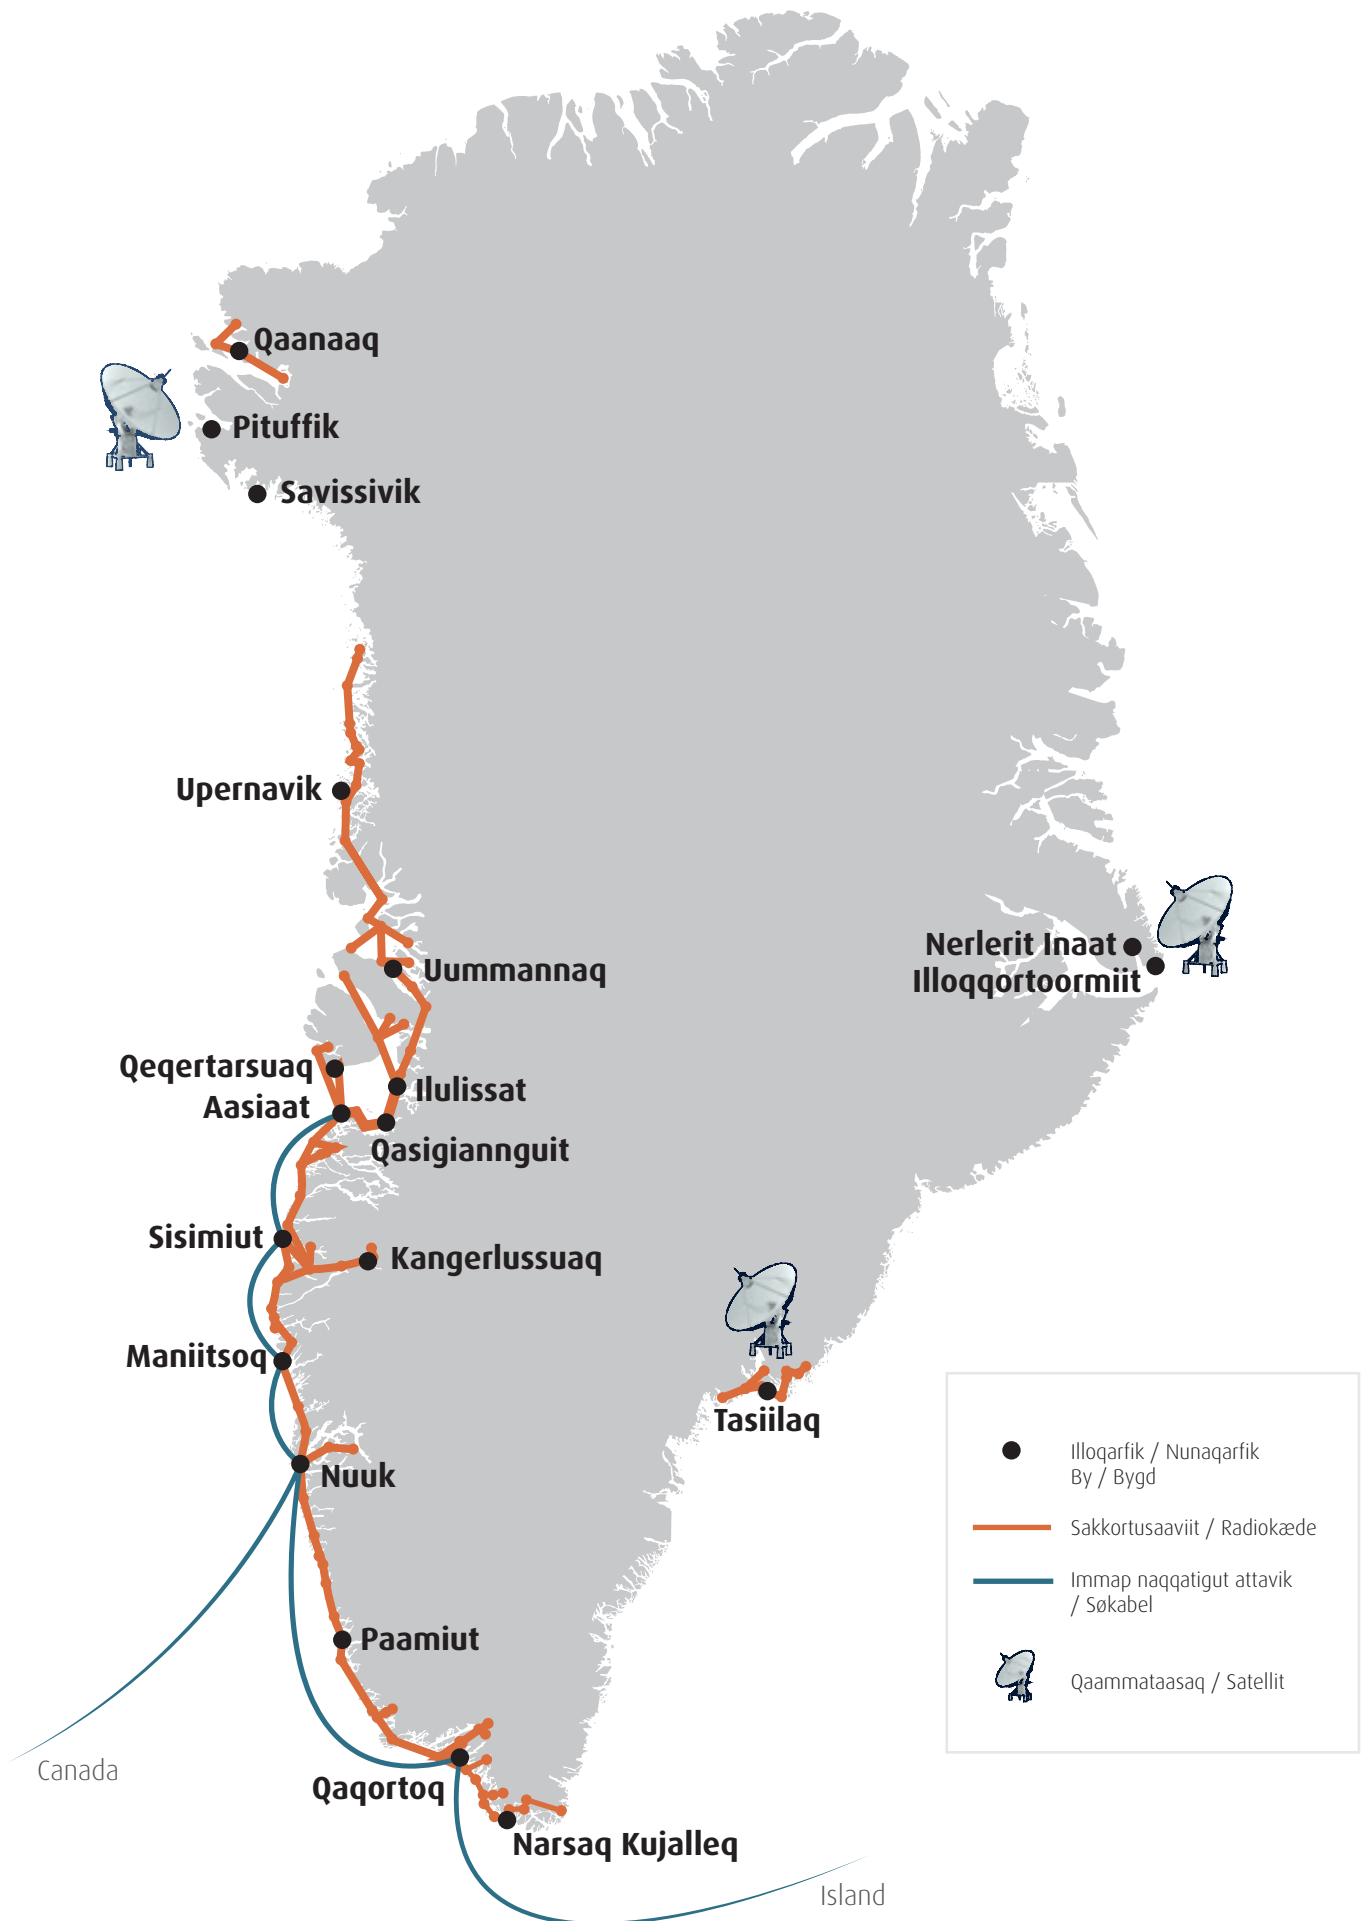 Qaanaaq
Pituffik
Savissivik
Upernavik
Nerlerit Inaat
Uummannaq
Illoqqortoormiit
Qeqertarsuaq
Ilulissat
Aasiaat
Qasigiannguit
Sisimiut
Kangerlussuaq
Maniitsoq
Tasiilaq
Nuuk
Paamiut
Canada
Qaqortoq
Narsaq Kujalleq
Island
Illoqarfik / Nunaqarfik
By / Bygd
Sakkortusaaviit / Radiokæde
Immap naqqatigut attavik
/ Søkabel
Qaammataasaq / Satellit